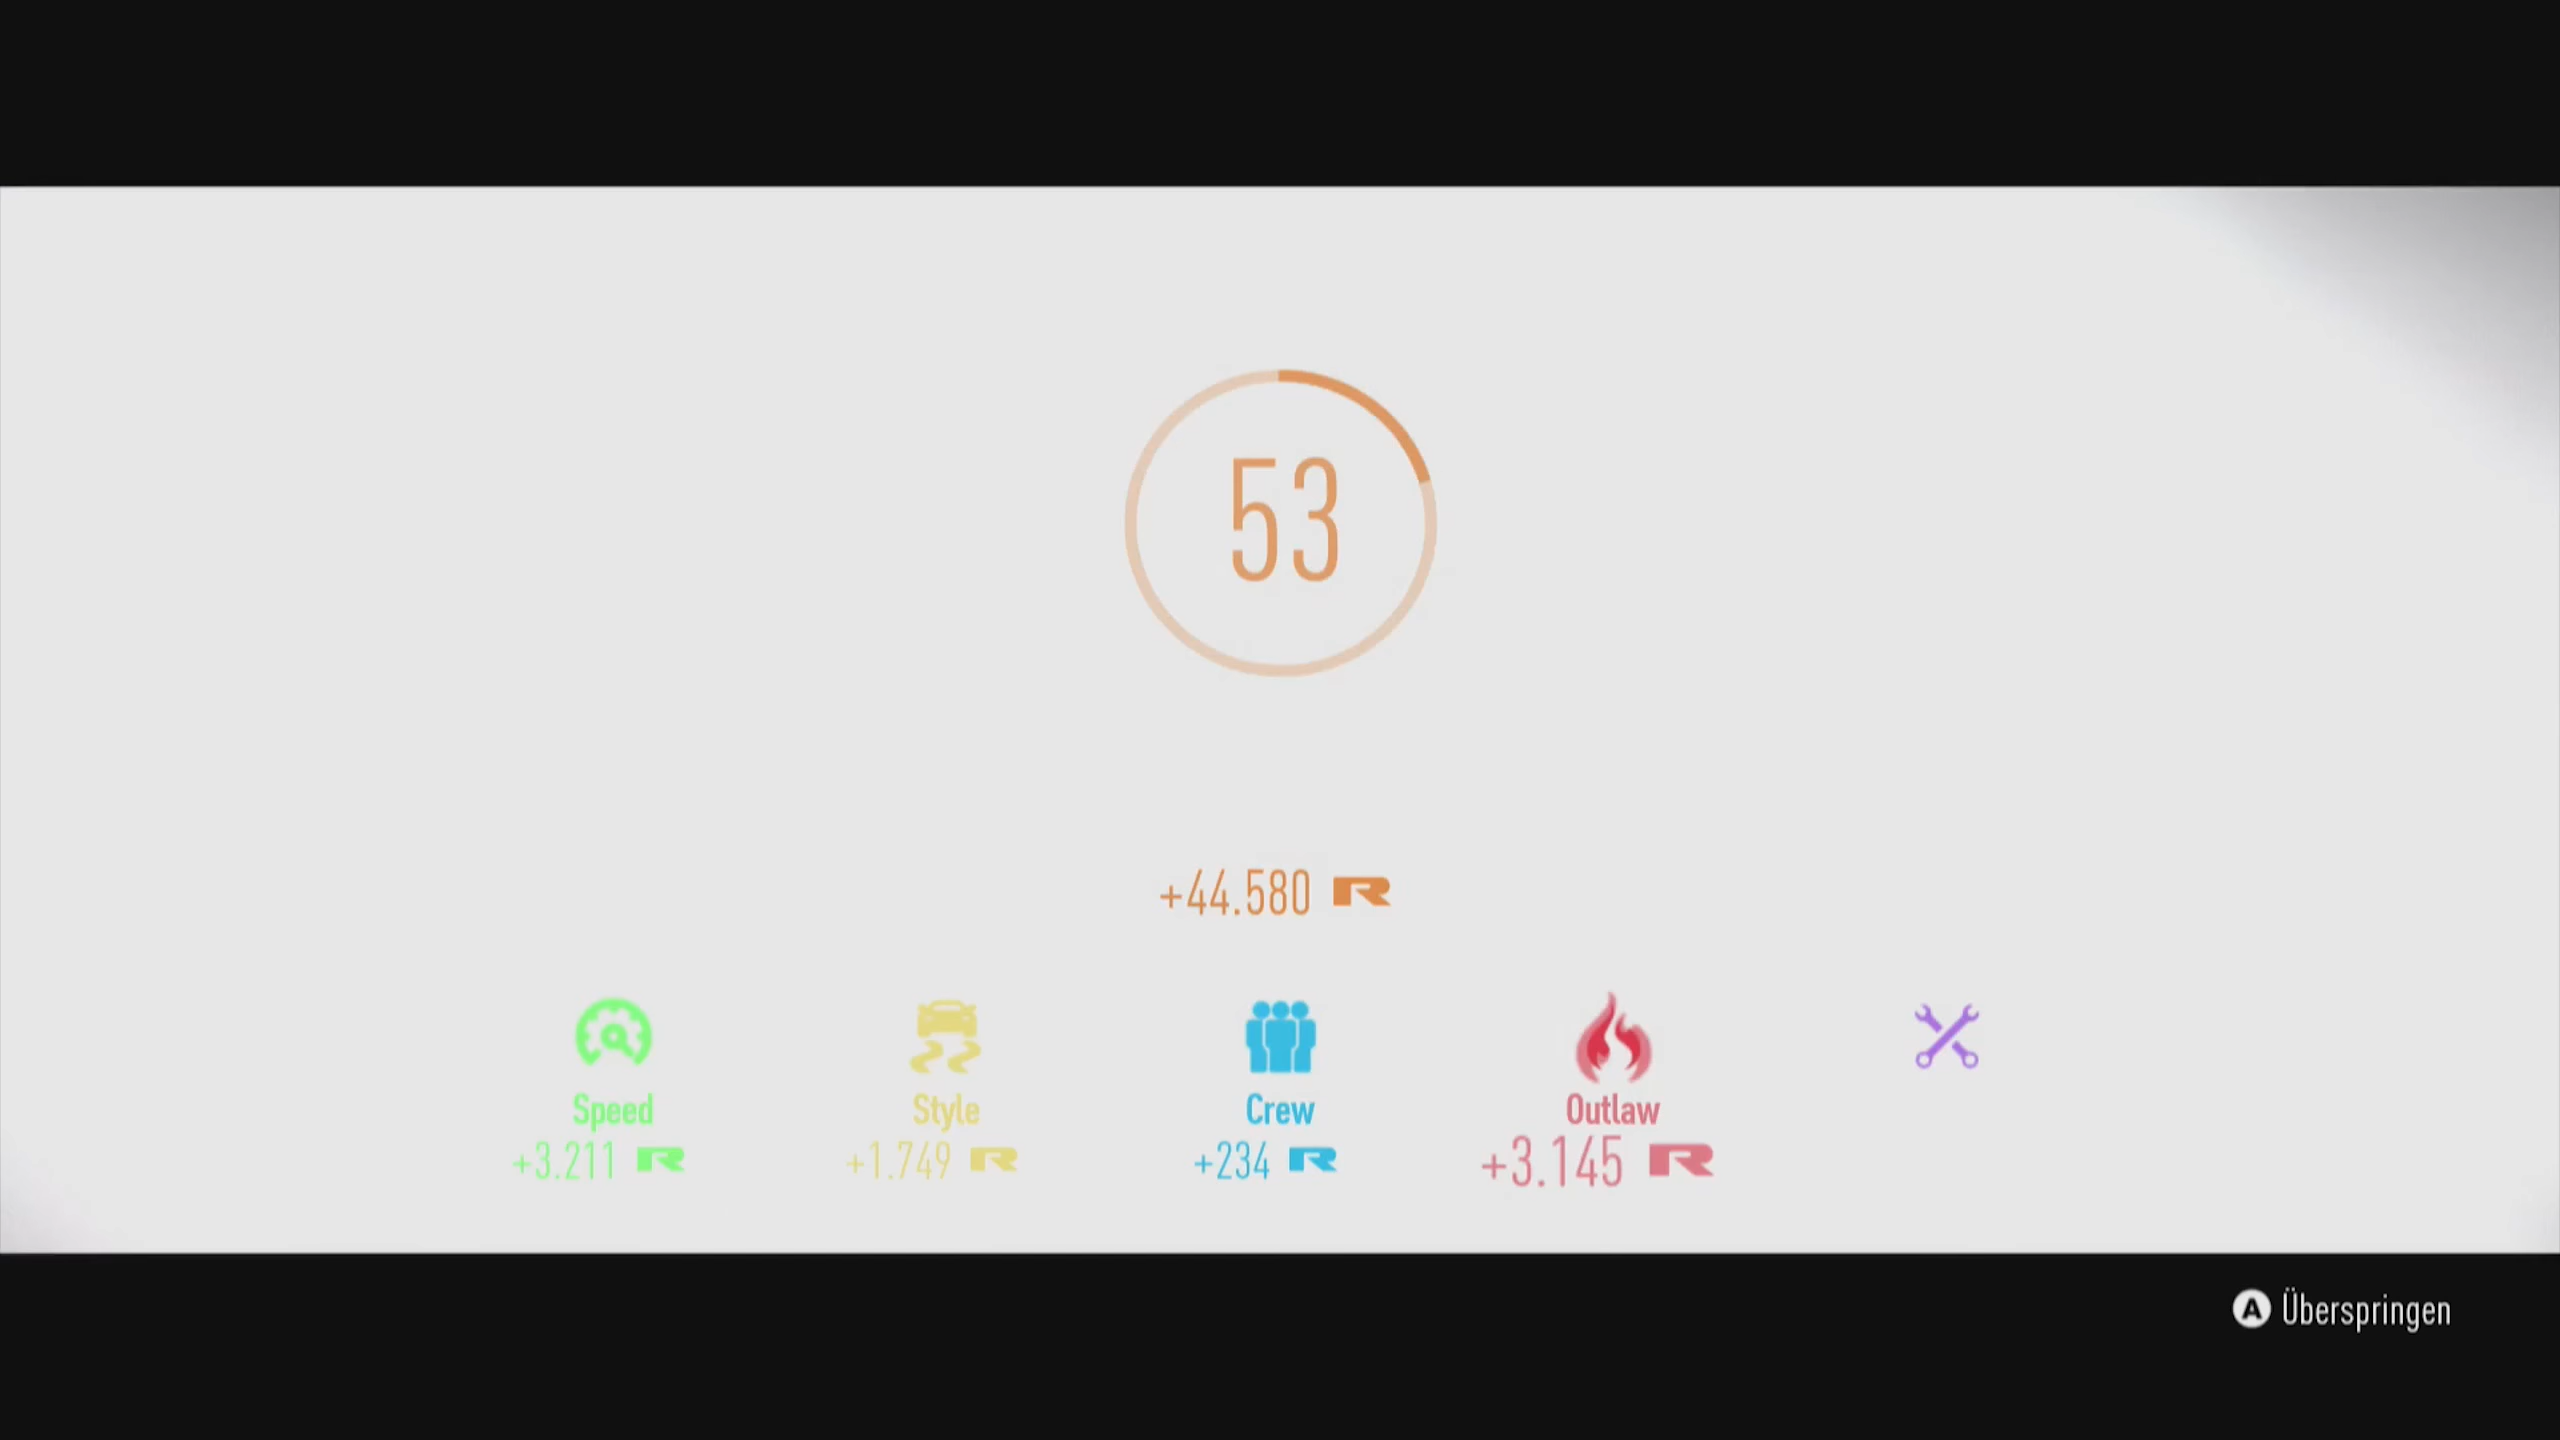 53
+44.580 R
Speed
+3.211 R
Style
+1.749 R
Crew
+234 R
Outlaw
+3.145 R
A Überspringen